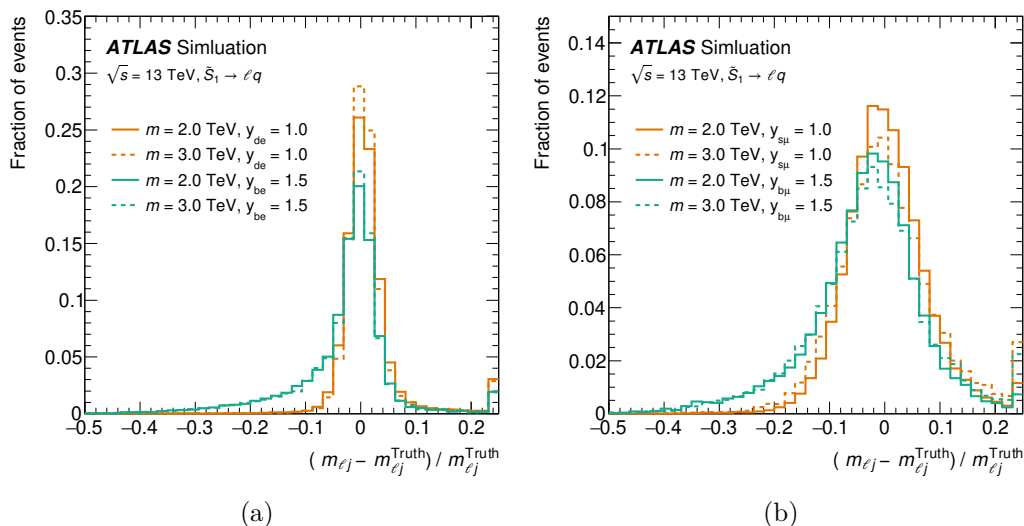 Fraction of events
0.35
0.3
0.25
0.2
0.15
0.1
0.05
0
ATLAS Simluation
√s = 13 TeV, S̃₁ → ℓq
m = 2.0 TeV, y_de = 1.0
m = 3.0 TeV, y_de = 1.0
m = 2.0 TeV, y_be = 1.5
m = 3.0 TeV, y_be = 1.5
−0.5 −0.4 −0.3 −0.2 −0.1 0 0.1 0.2
( m_ℓj − m_ℓj^Truth ) / m_ℓj^Truth
(a)
Fraction of events
0.14
0.12
0.1
0.08
0.06
0.04
0.02
0
ATLAS Simluation
√s = 13 TeV, S̃₁ → ℓq
m = 2.0 TeV, y_sμ = 1.0
m = 3.0 TeV, y_sμ = 1.0
m = 2.0 TeV, y_bμ = 1.5
m = 3.0 TeV, y_bμ = 1.5
−0.5 −0.4 −0.3 −0.2 −0.1 0 0.1 0.2
( m_ℓj − m_ℓj^Truth ) / m_ℓj^Truth
(b)